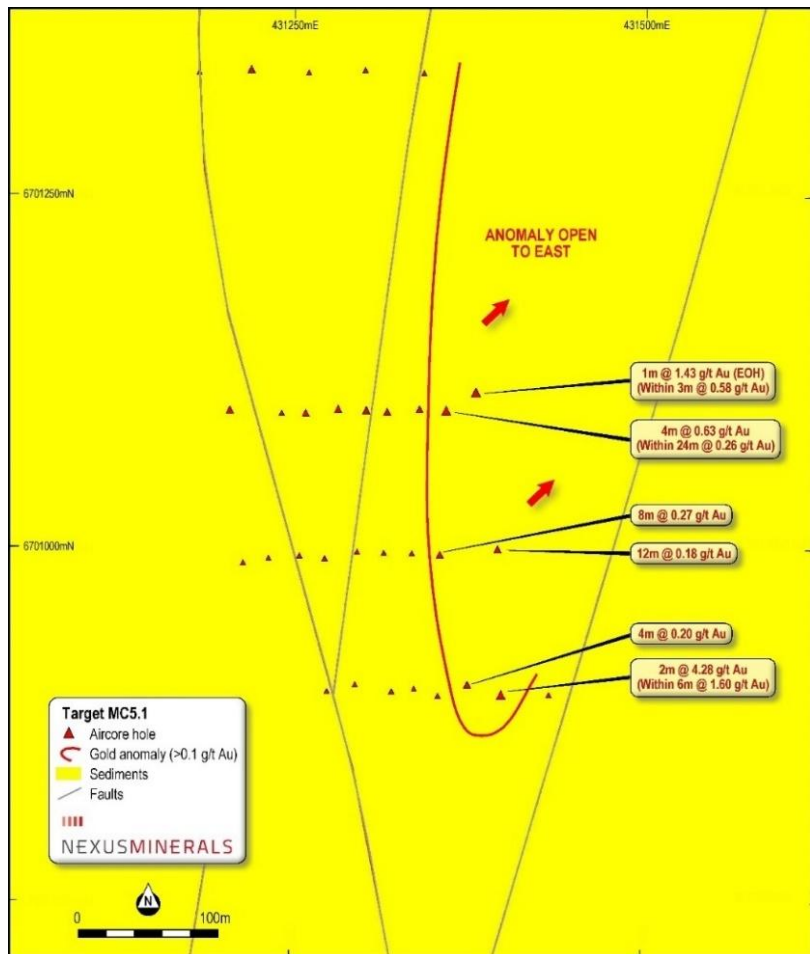 431250mE
431500mE
6701250mN
ANOMALY OPEN
TO EAST
1m @ 1.43 g/t Au (EOH)
(Within 3m @ 0.58 g/t Au)
4m @ 0.63 g/t Au
(Within 24m @ 0.26 g/t Au)
8m @ 0.27 g/t Au
6701000mN
12m @ 0.18 g/t Au
4m @ 0.20 g/t Au
2m @ 4.28 g/t Au
(Within 6m @ 1.60 g/t Au)
Target MC5.1
Aircore hole
Gold anomaly (>0.1 g/t Au)
Sediments
Faults
NEXUSMINERALS
N
0 100m